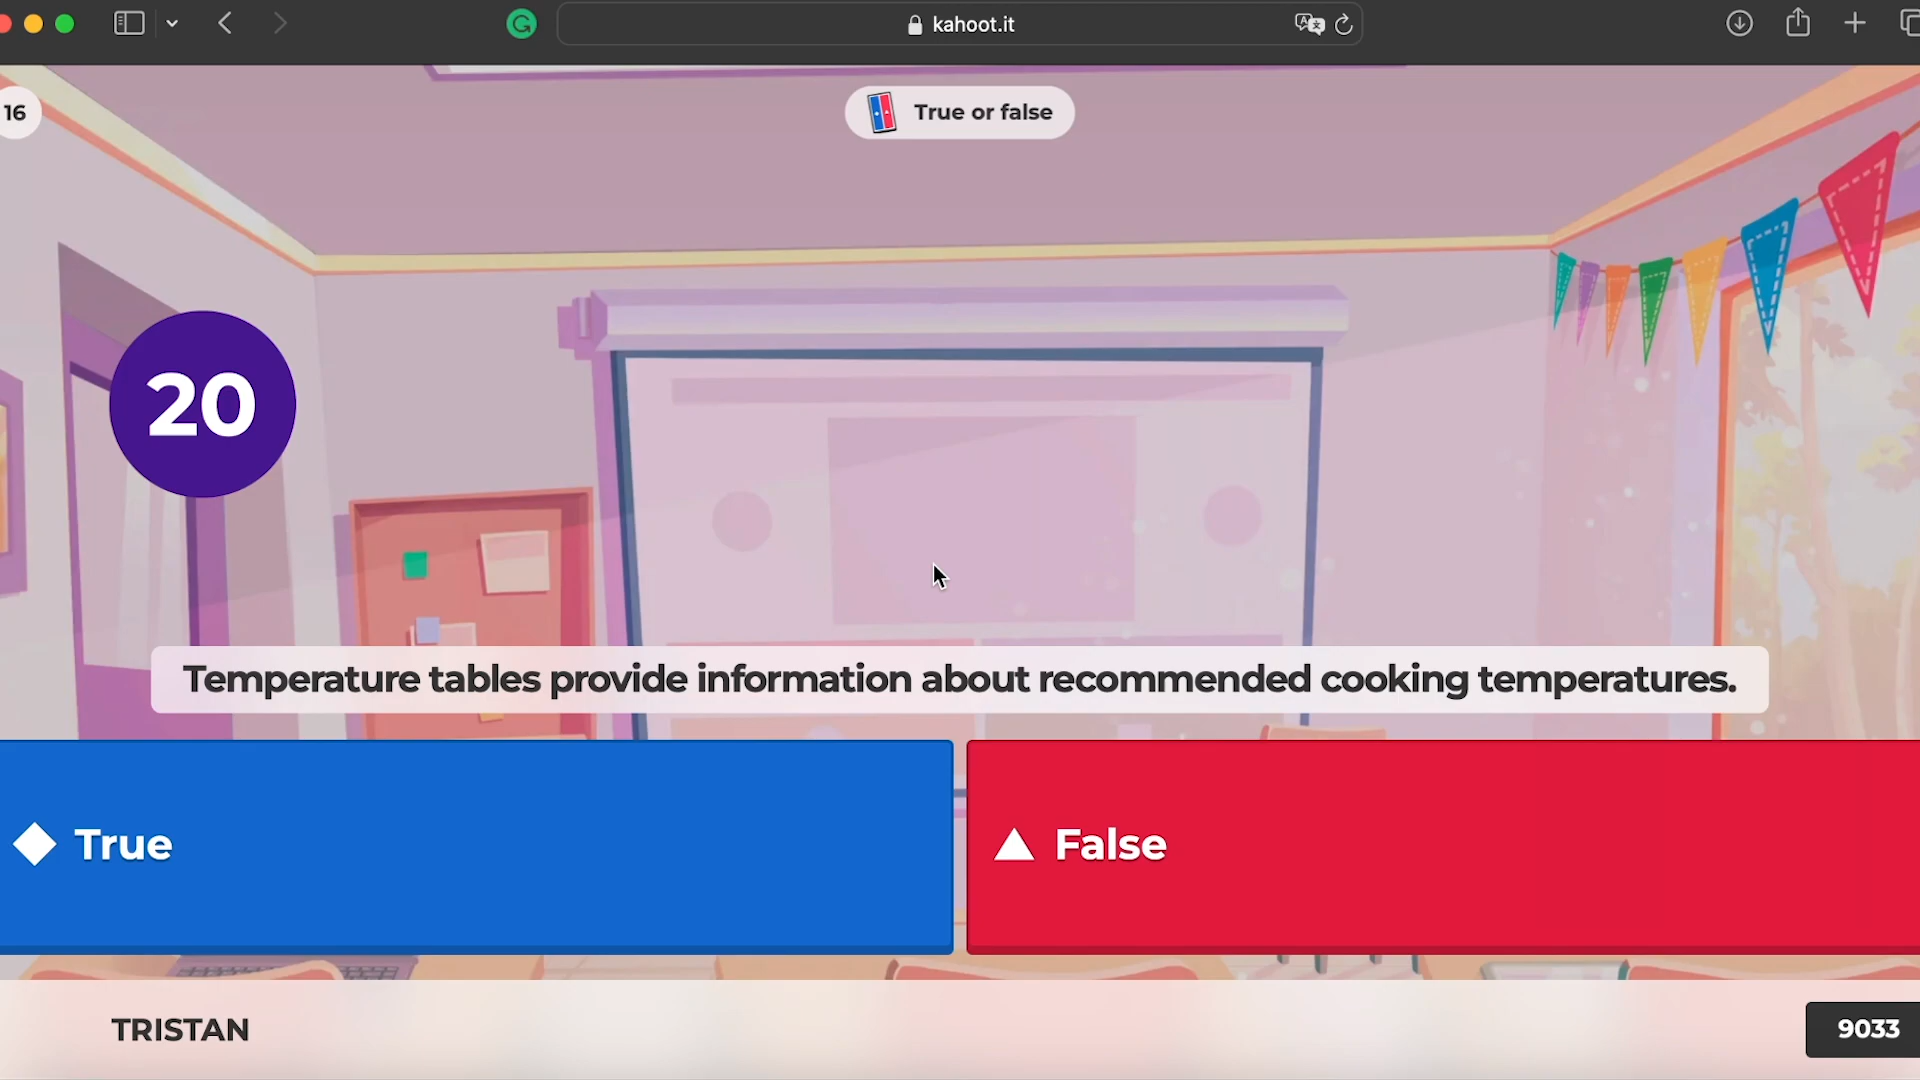 kahoot.it
16
True or false
20
Temperature tables provide information about recommended cooking temperatures.
True
False
TRISTAN
9033